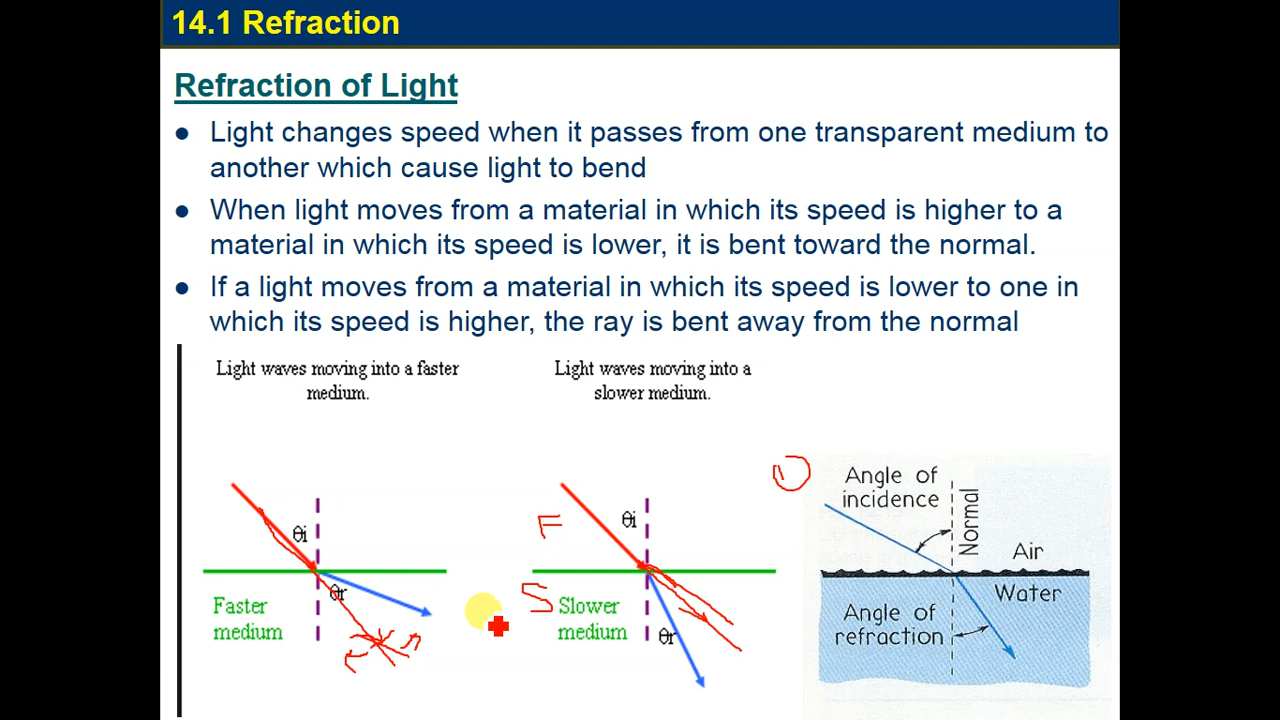 14.1 Refraction
Refraction of Light
● Light changes speed when it passes from one transparent medium to
another which cause light to bend
● When light moves from a material in which its speed is higher to a
material in which its speed is lower, it is bent toward the normal.
● If a light moves from a material in which its speed is lower to one in
which its speed is higher, the ray is bent away from the normal
Light waves moving into a faster
medium.
θi
θr
Faster
medium
Light waves moving into a
slower medium.
θi
F
S
Slower
medium
θr
1
Angle of
incidence
Normal
Air
Water
Angle of
refraction